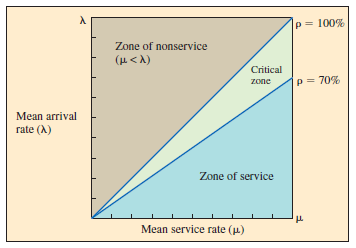 λ
ρ = 100%
Zone of nonservice
(μ < λ)
Critical
zone
ρ = 70%
Mean arrival
rate (λ)
Zone of service
μ
Mean service rate (μ)